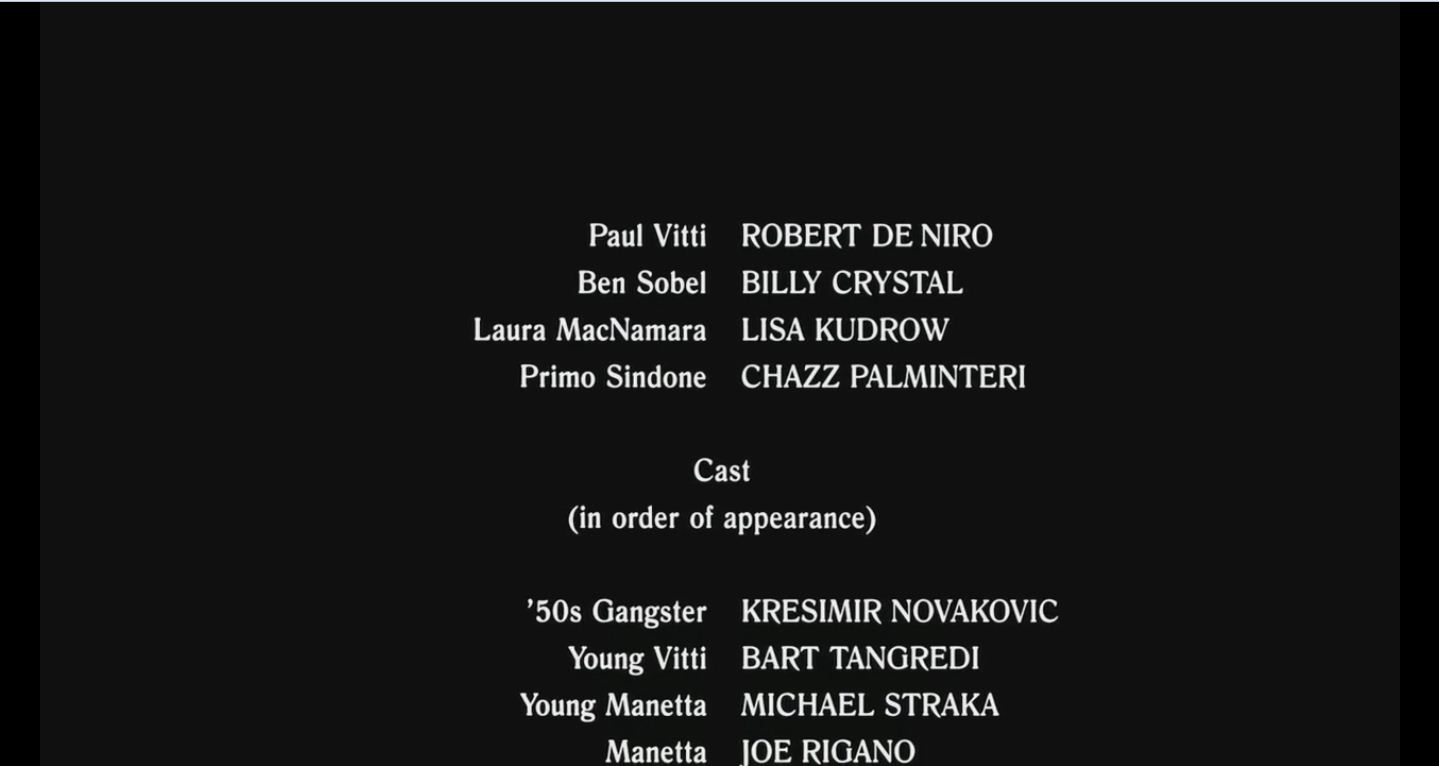 Paul Vitti ROBERT DE NIRO
Ben Sobel BILLY CRYSTAL
Laura MacNamara LISA KUDROW
Primo Sindone CHAZZ PALMINTERI
Cast
(in order of appearance)
’50s Gangster KRESIMIR NOVAKOVIC
Young Vitti BART TANGREDI
Young Manetta MICHAEL STRAKA
Manetta JOE RIGANO